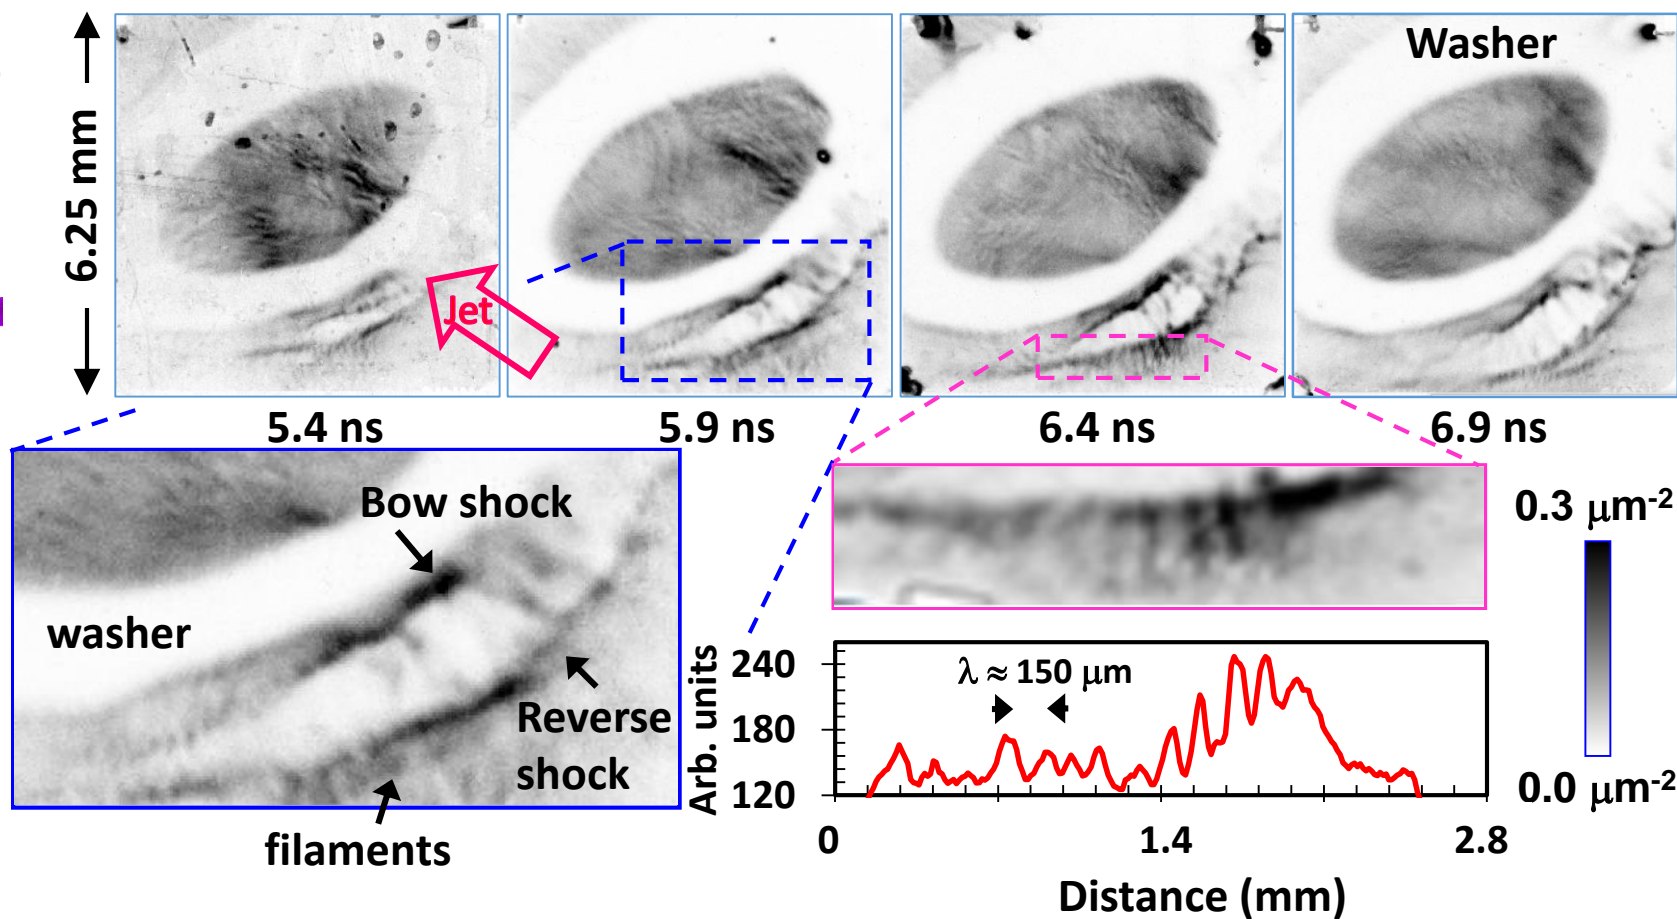 6.25 mm
Washer
Jet
5.4 ns
5.9 ns
6.4 ns
6.9 ns
Bow shock
washer
Reverse
shock
filaments
0.3 μm-2
0.0 μm-2
Arb. units
240
180
120
λ ≈ 150 μm
0
1.4
2.8
Distance (mm)